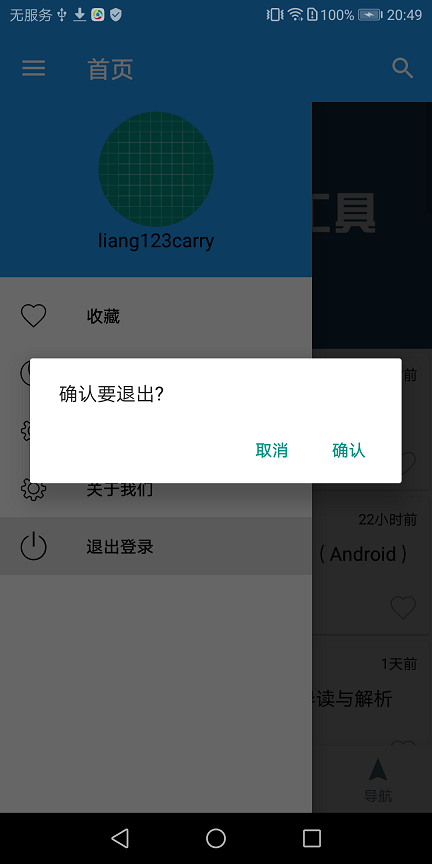 无服务 100% 20:49
首页
工具
liang123carry
收藏
前
确认要退出?
取消 确认
关于我们
22小时前
退出登录
（Android）
1天前
读与解析
导航